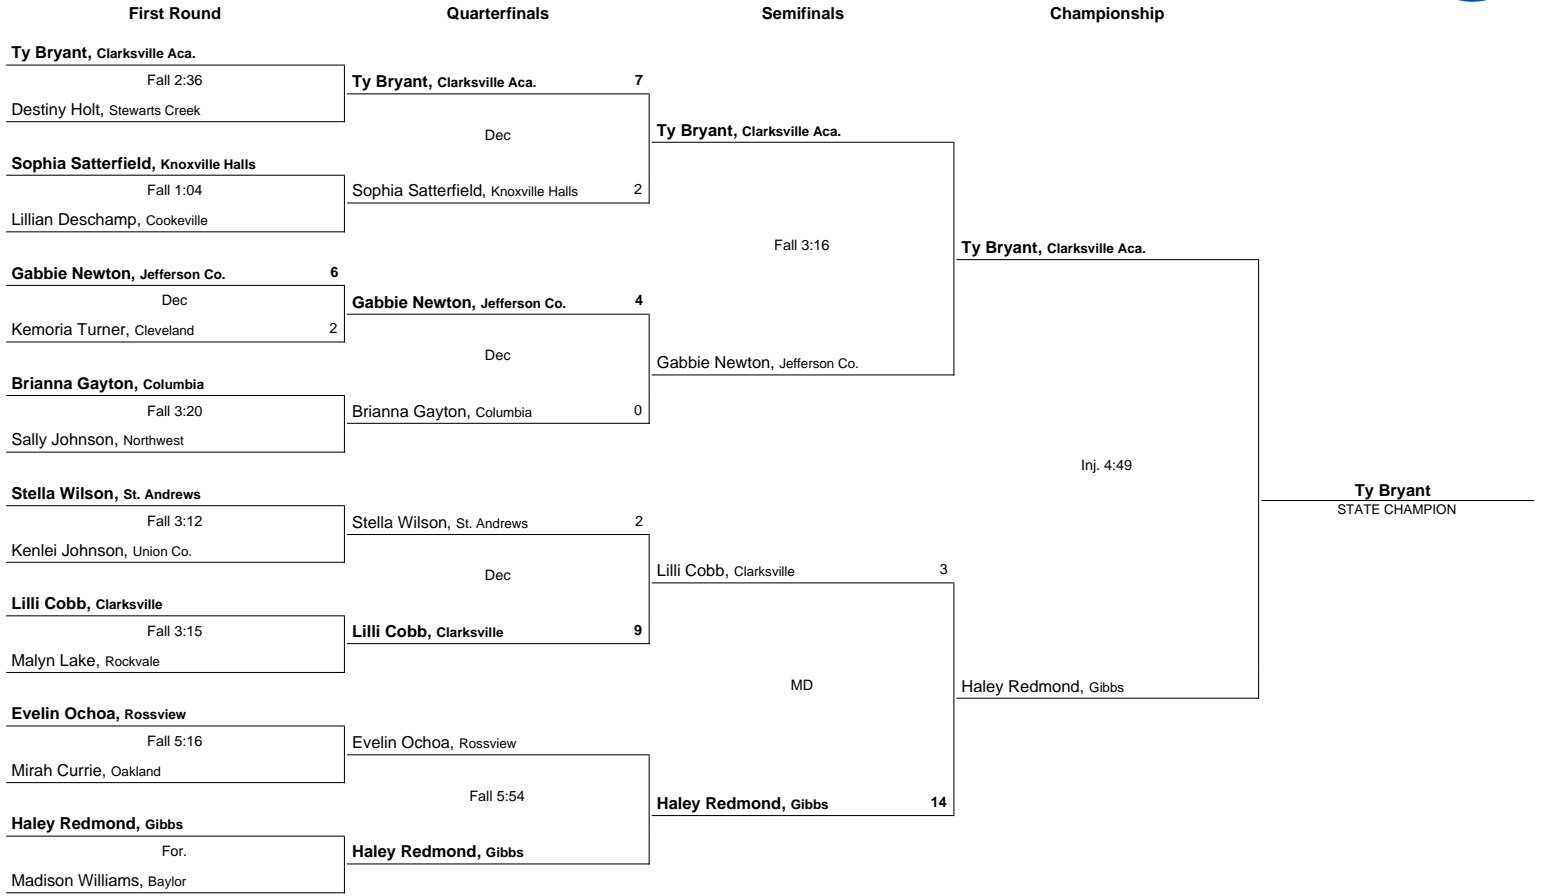 First Round
Quarterfinals
Semifinals
Championship
Ty Bryant, Clarksville Aca.
Fall 2:36
Destiny Holt, Stewarts Creek
Sophia Satterfield, Knoxville Halls
Fall 1:04
Lillian Deschamp, Cookeville
Gabbie Newton, Jefferson Co. 6
Dec
Kemoria Turner, Cleveland 2
Brianna Gayton, Columbia
Fall 3:20
Sally Johnson, Northwest
Stella Wilson, St. Andrews
Fall 3:12
Kenlei Johnson, Union Co.
Lilli Cobb, Clarksville
Fall 3:15
Malyn Lake, Rockvale
Evelin Ochoa, Rossview
Fall 5:16
Mirah Currie, Oakland
Haley Redmond, Gibbs
For.
Madison Williams, Baylor
Ty Bryant, Clarksville Aca. 7
Dec
Sophia Satterfield, Knoxville Halls 2
Gabbie Newton, Jefferson Co. 4
Dec
Brianna Gayton, Columbia 0
Stella Wilson, St. Andrews 2
Dec
Lilli Cobb, Clarksville 9
Evelin Ochoa, Rossview
Fall 5:54
Haley Redmond, Gibbs
Ty Bryant, Clarksville Aca.
Fall 3:16
Gabbie Newton, Jefferson Co.
Lilli Cobb, Clarksville 3
MD
Haley Redmond, Gibbs 14
Ty Bryant, Clarksville Aca.
Inj. 4:49
Haley Redmond, Gibbs
Ty Bryant
STATE CHAMPION